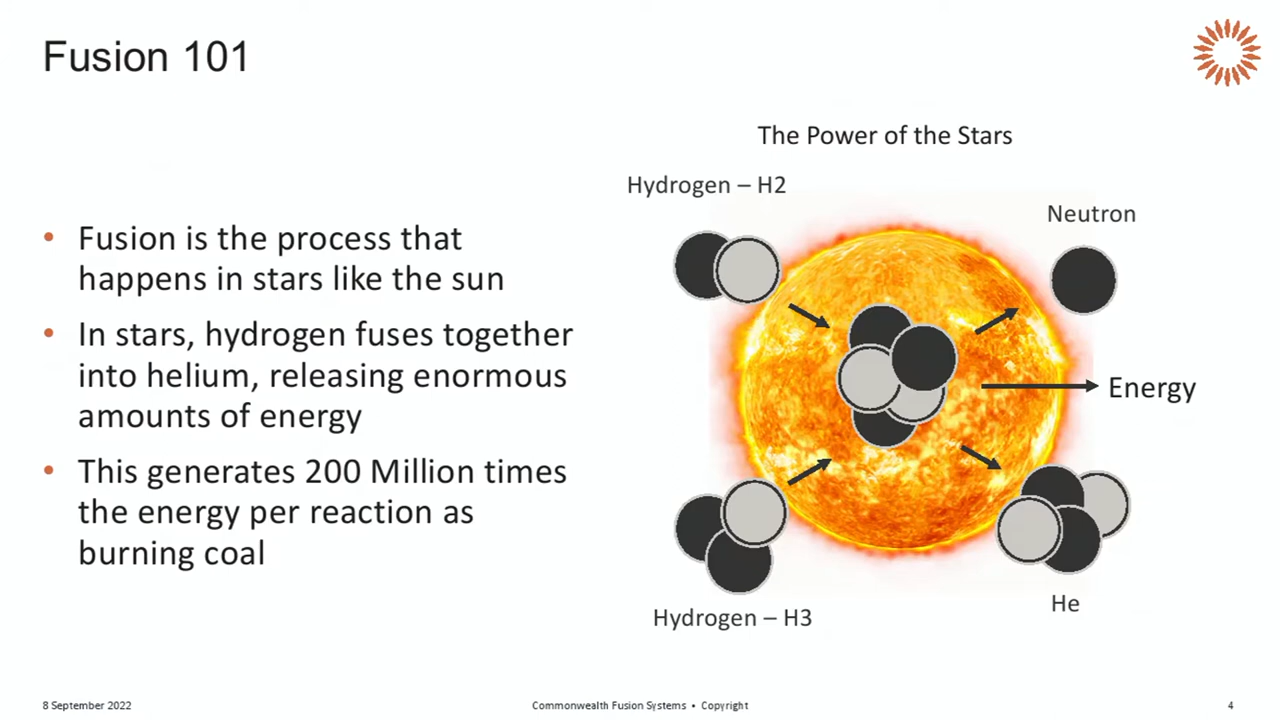 Fusion 101
The Power of the Stars
Hydrogen – H2
Neutron
• Fusion is the process that
happens in stars like the sun
• In stars, hydrogen fuses together
into helium, releasing enormous
amounts of energy
• This generates 200 Million times
the energy per reaction as
burning coal
Energy
He
Hydrogen – H3
8 September 2022
Commonwealth Fusion Systems • Copyright
4